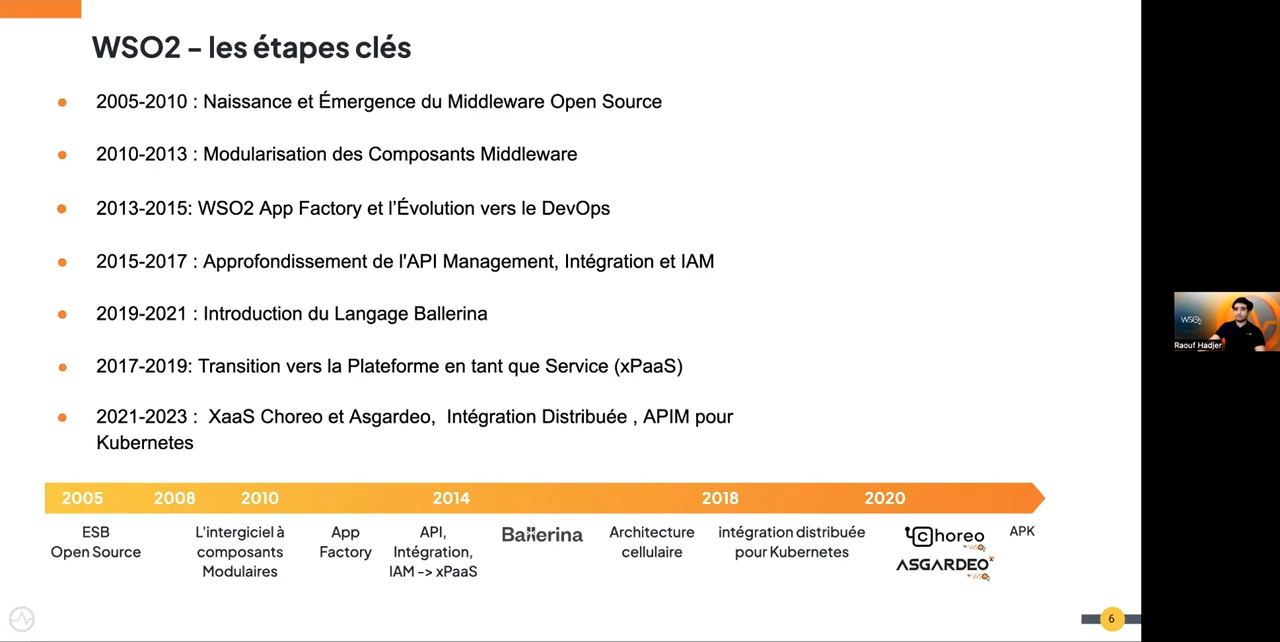 WSO2 – les étapes clés
2005-2010 : Naissance et Émergence du Middleware Open Source
2010-2013 : Modularisation des Composants Middleware
2013-2015: WSO2 App Factory et l’Évolution vers le DevOps
2015-2017 : Approfondissement de l'API Management, Intégration et IAM
2019-2021 : Introduction du Langage Ballerina
2017-2019: Transition vers la Plateforme en tant que Service (xPaaS)
2021-2023 : XaaS Choreo et Asgardeo, Intégration Distribuée , APIM pour
Kubernetes
2005 2008 2010 2014 2018 2020
ESB
Open Source
L'intergiciel à
composants
Modulaires
App
Factory
API,
Intégration,
IAM -> xPaaS
Ballerina
Architecture
cellulaire
intégration distribuée
pour Kubernetes
Choreo
by WSO2
ASGARDEO
by WSO2
APK
6
WSO2
Raouf Hadjer